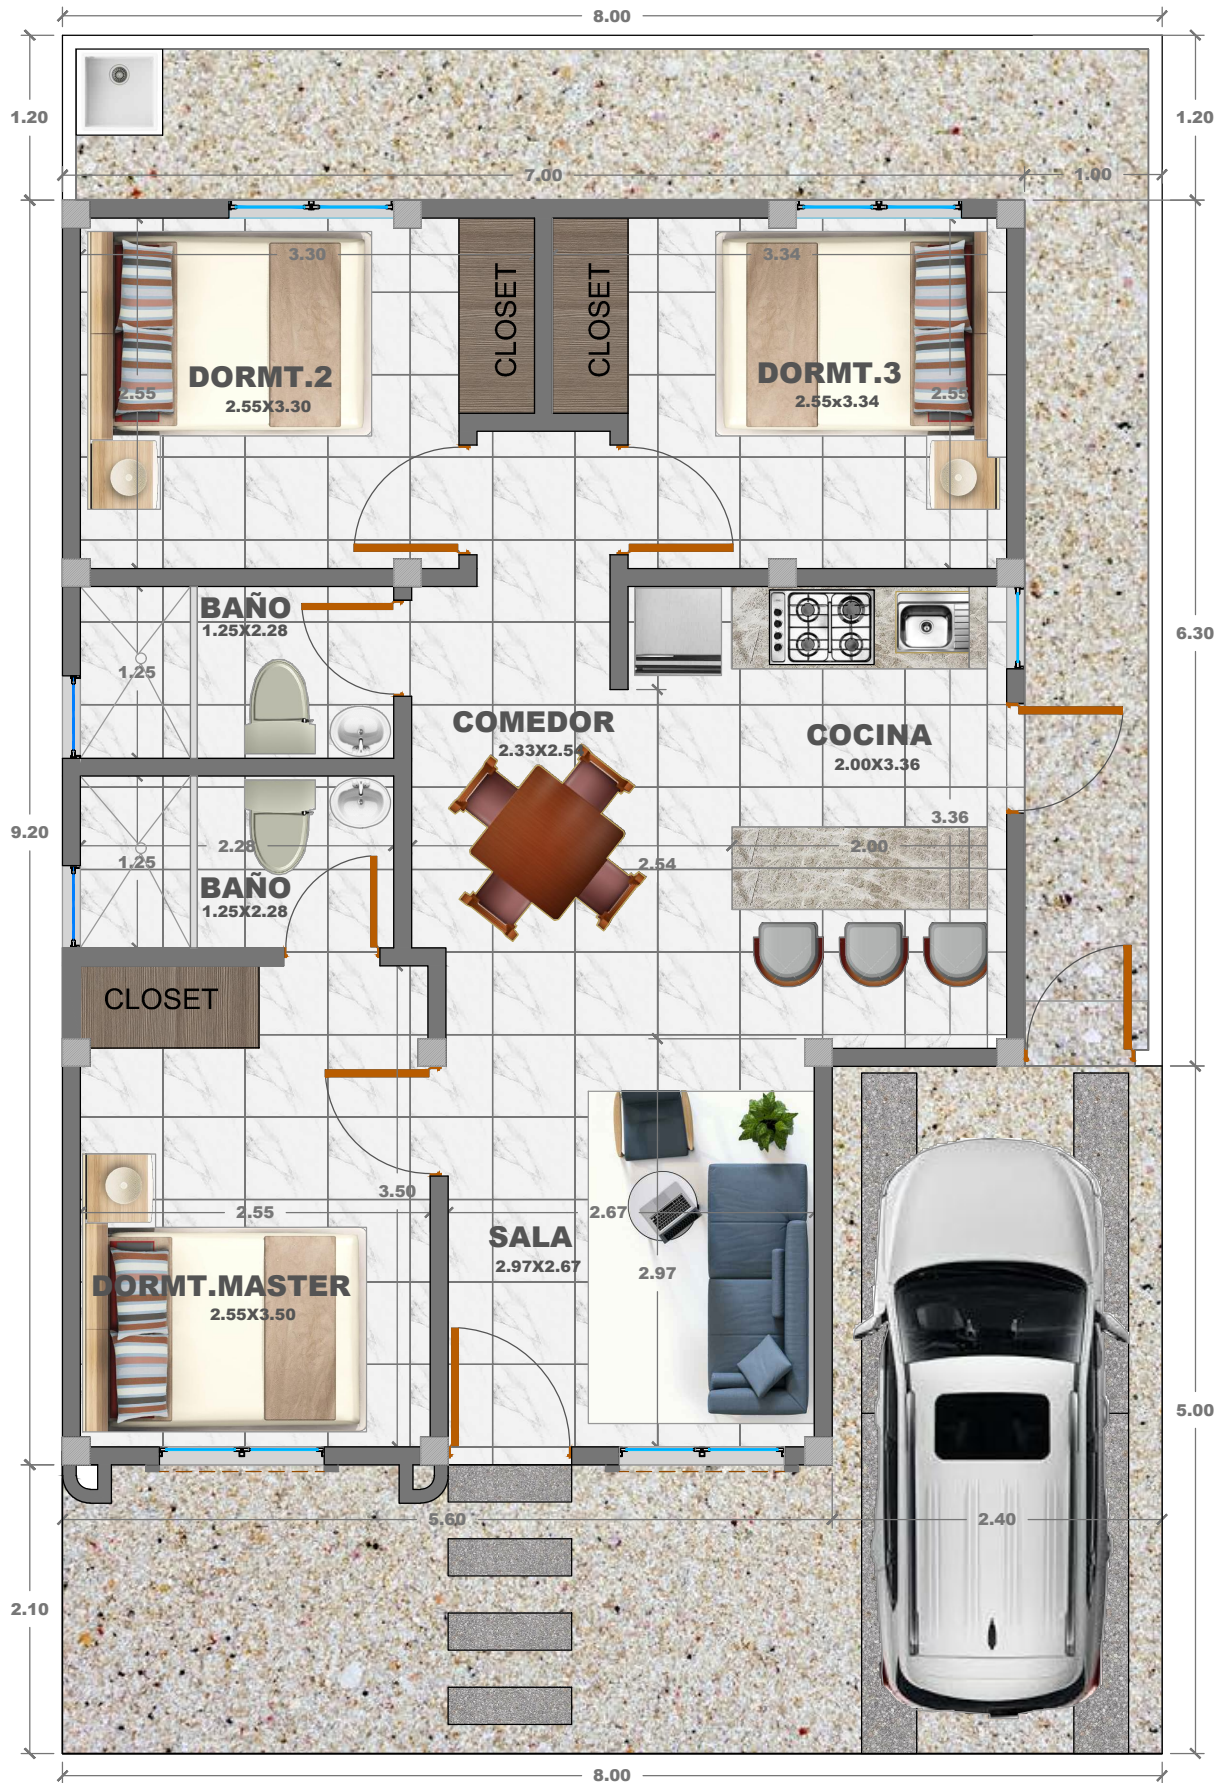 8.00
1.20
1.20
7.00
1.00
3.30
CLOSET
CLOSET
3.34
DORMT.2
2.55X3.30
2.55
DORMT.3
2.55x3.34
2.55
BAÑO
1.25X2.28
1.25
6.30
COMEDOR
2.33X2.54
COCINA
2.00X3.36
3.36
9.20
1.25
2.28
2.54
2.00
BAÑO
1.25X2.28
CLOSET
3.50
2.55
2.67
SALA
2.97X2.67
2.97
DORMT.MASTER
2.55X3.50
5.00
5.60
2.40
2.10
8.00